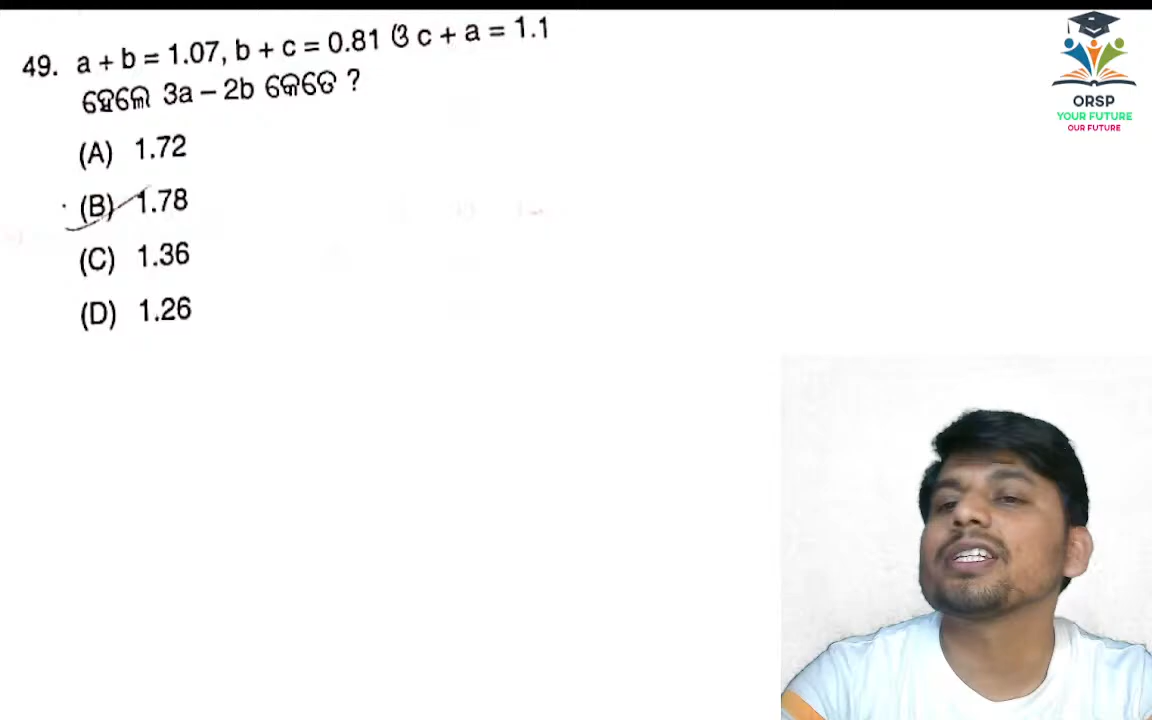 49. a + b = 1.07, b + c = 0.81 ଓ c + a = 1.1
ହେଲେ 3a – 2b କେତେ ?
(A) 1.72
(B) 1.78
(C) 1.36
(D) 1.26
ORSP
YOUR FUTURE
OUR FUTURE